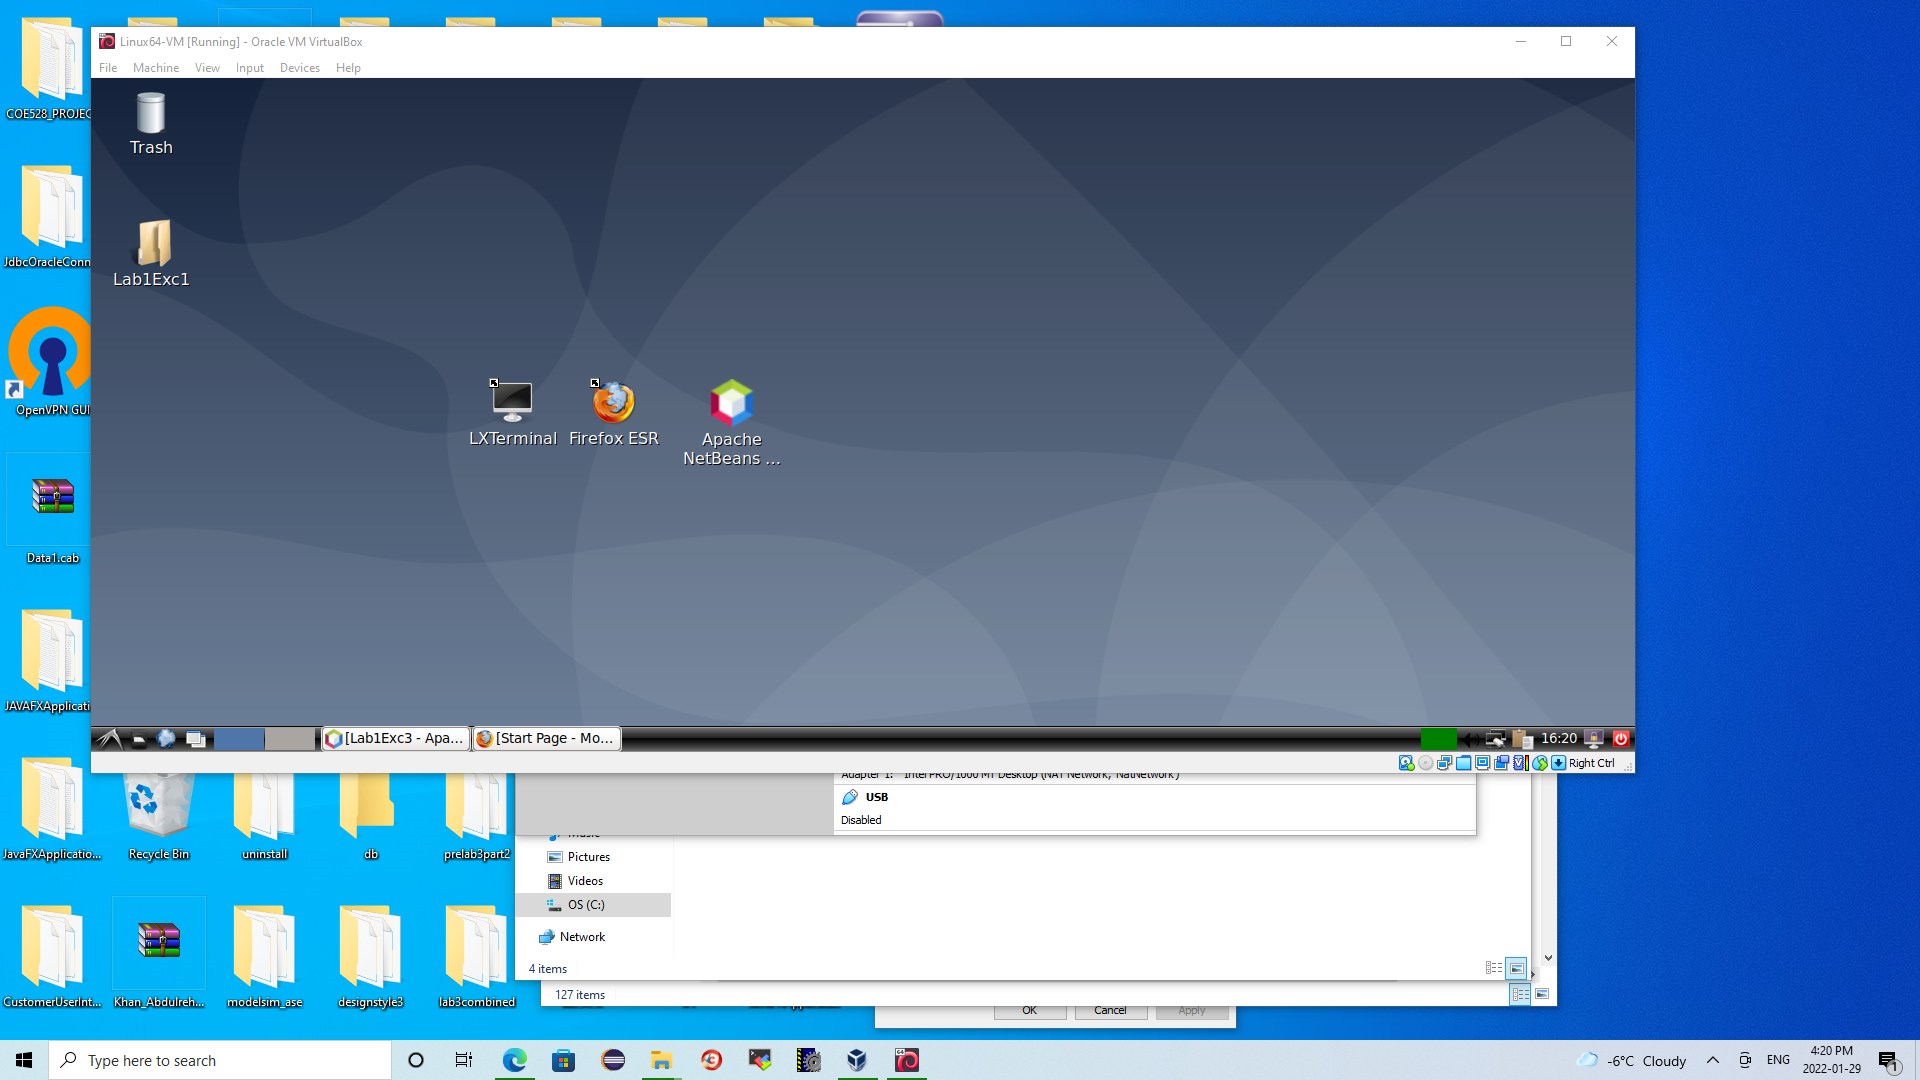 Linux64-VM [Running] - Oracle VM VirtualBox
File Machine View Input Devices Help
Trash
Lab1Exc1
LXTerminal
Firefox ESR
Apache
NetBeans ...
[Lab1Exc3 - Apa...
[Start Page - Mo...
16:20
Right Ctrl
COE528_PROJEC
JdbcOracleConn
OpenVPN GUI
Data1.cab
JAVAFXApplicati
JavaFXApplicatio...
Recycle Bin
uninstall
db
prelab3part2
CustomerUserInt...
Khan_Abdulreh...
modelsim_ase
designstyle3
lab3combined
Adapter 1: Intel PRO/1000 MT Desktop (NAT Network, 'NatNetwork')
USB
Disabled
Music
Pictures
Videos
OS (C:)
Network
4 items
127 items
OK Cancel Apply
Type here to search
-6°C Cloudy
ENG
4:20 PM
2022-01-29
1